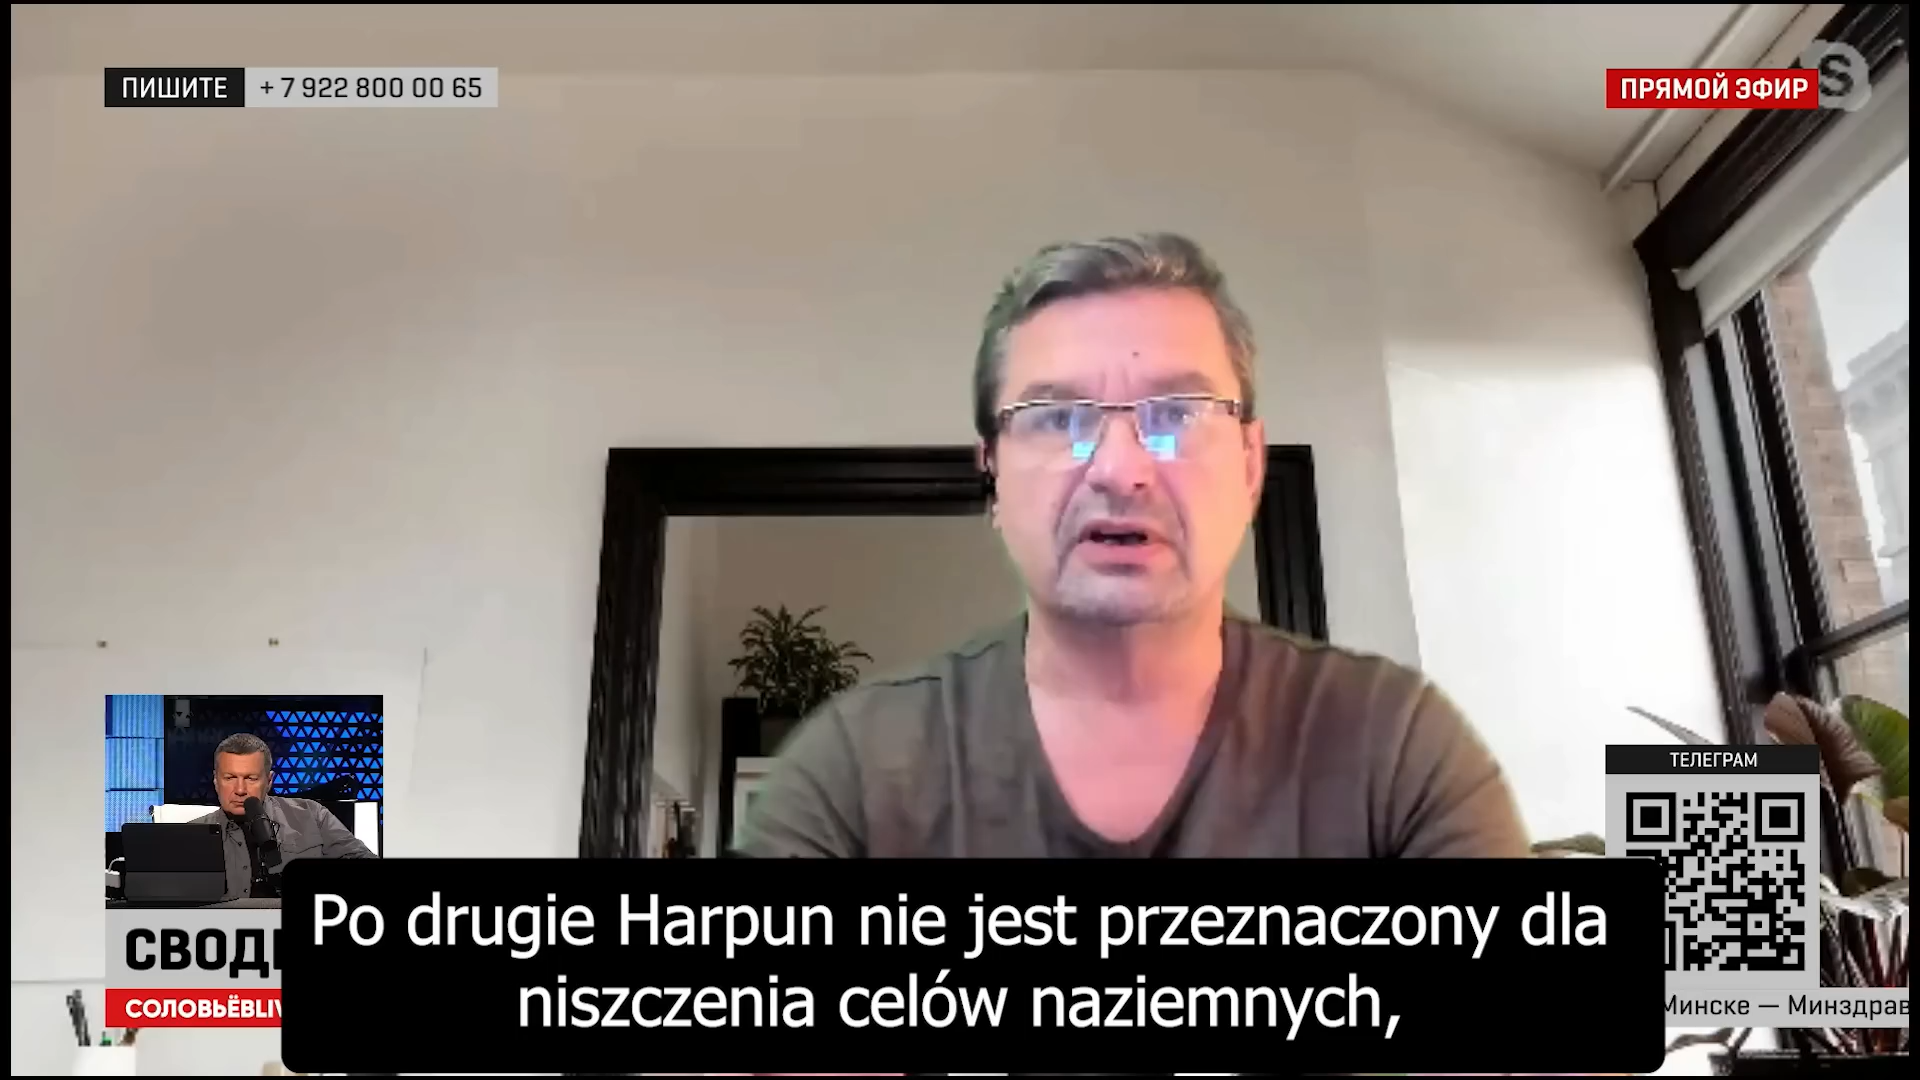 ПИШИТЕ +7 922 800 00 65
ПРЯМОЙ ЭФИР
S
ТЕЛЕГРАМ
Po drugie Harpun nie jest przeznaczony dla
niszczenia celów naziemnych,
СОЛОВЬЁВLIV
Минске — Минздрав